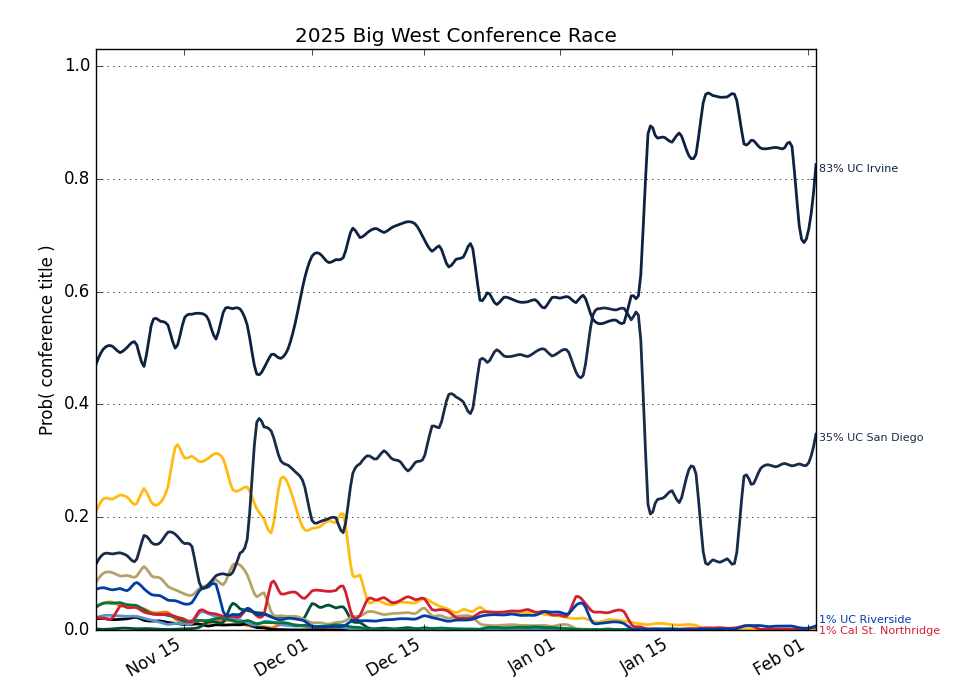 2025 Big West Conference Race
Prob( conference title )
1.0
0.8
0.6
0.4
0.2
0.0
Nov 15
Dec 01
Dec 15
Jan 01
Jan 15
Feb 01
83% UC Irvine
35% UC San Diego
1% UC Riverside
1% Cal St. Northridge